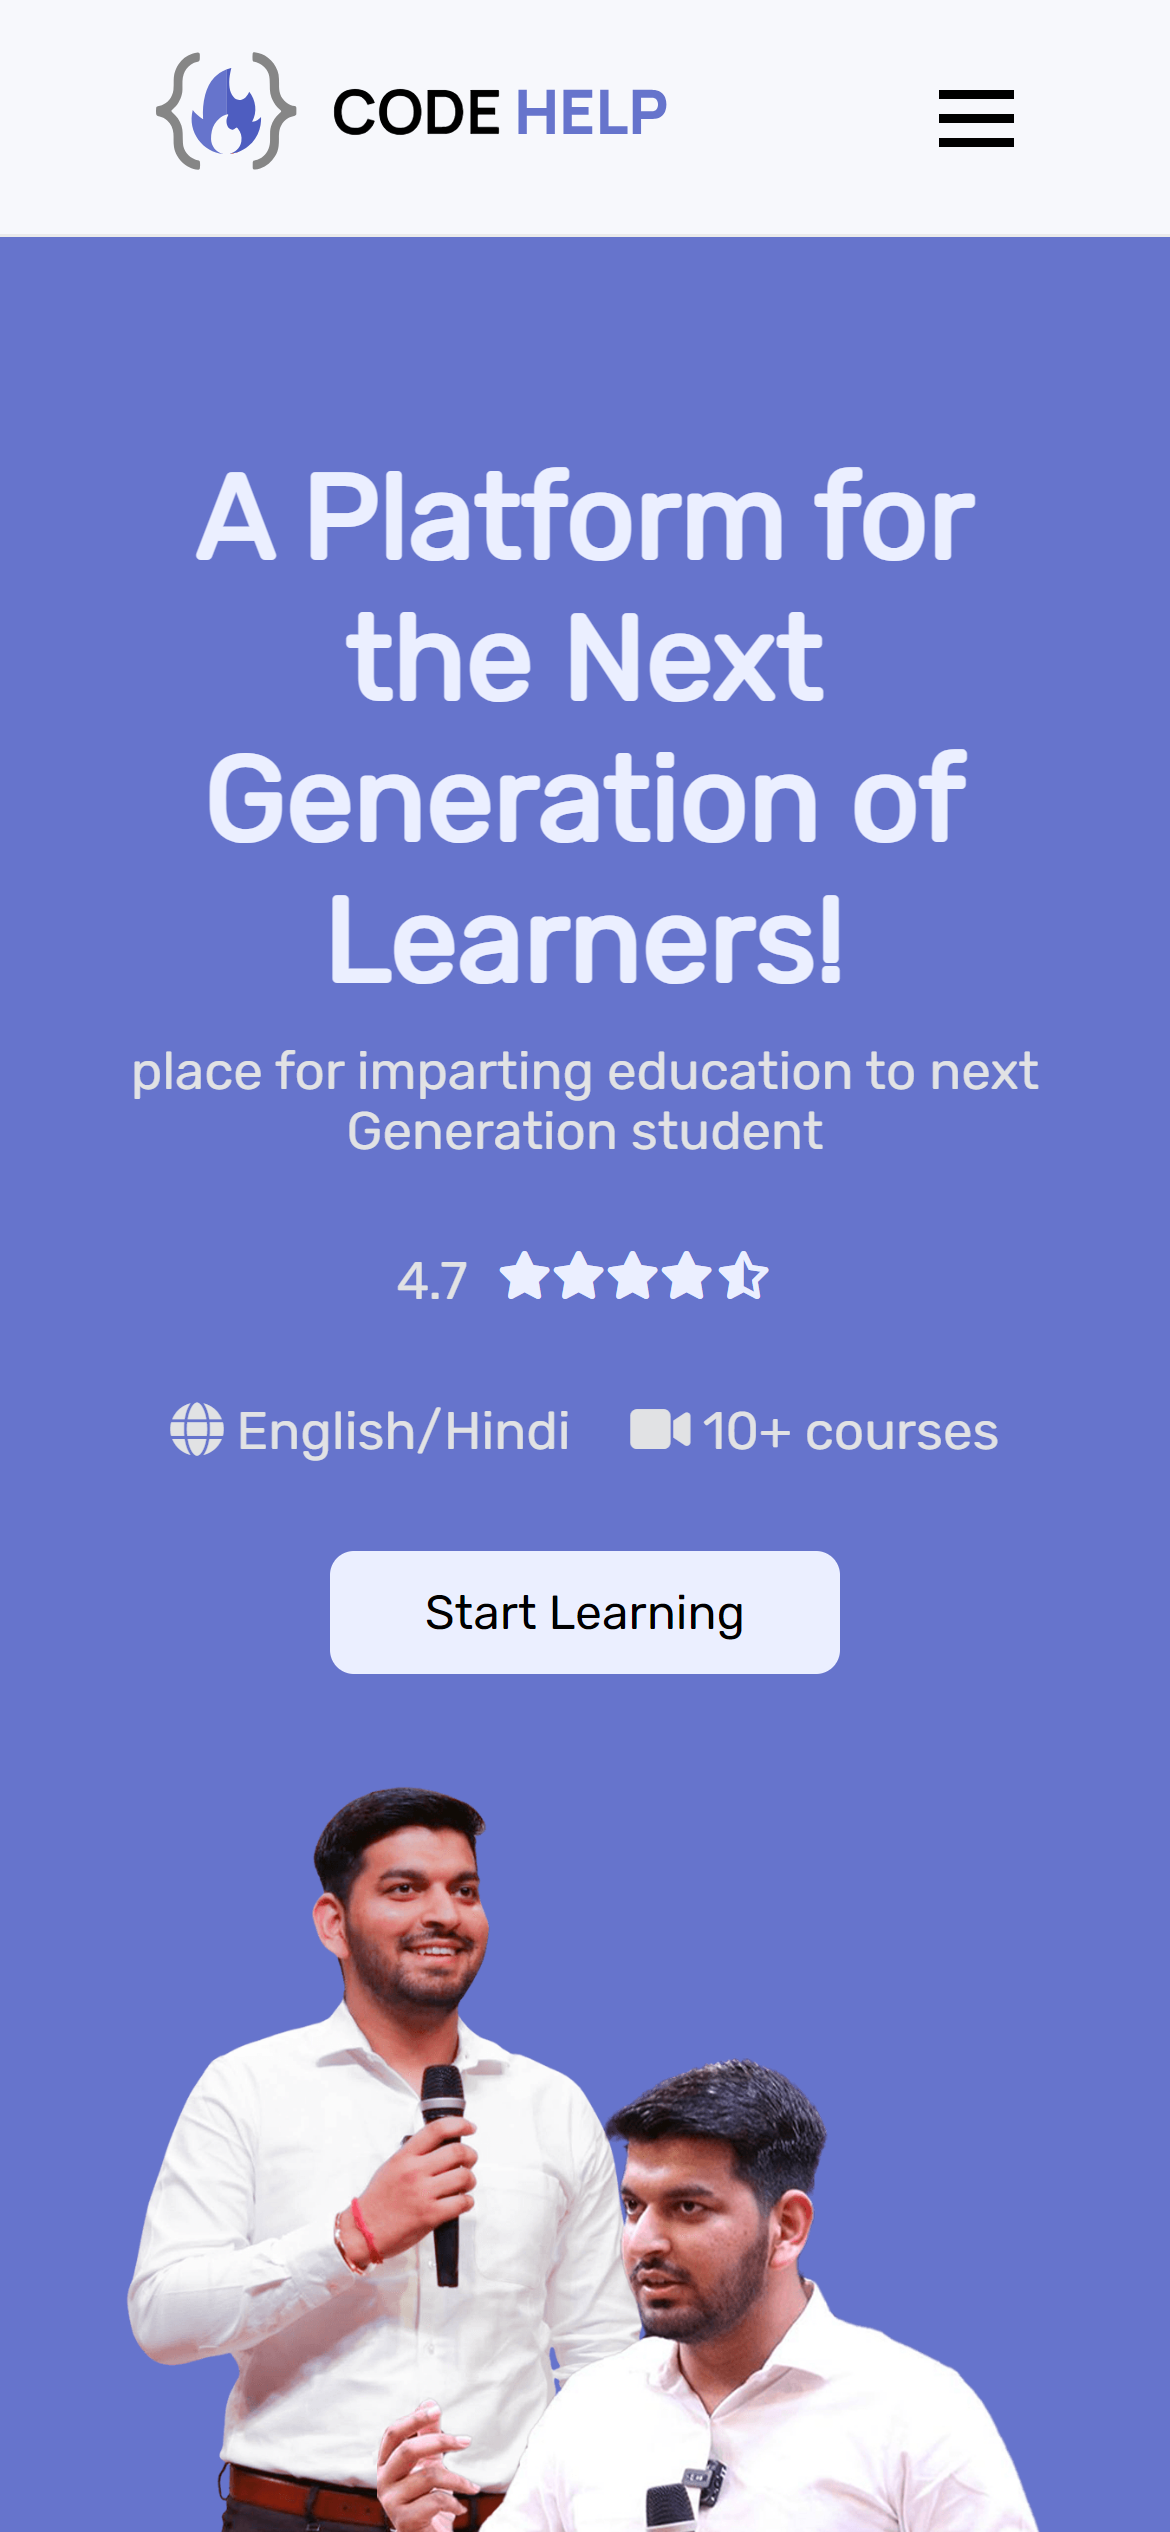 CODE HELP
A Platform for
the Next
Generation of
Learners!
place for imparting education to next
Generation student
4.7
English/Hindi 10+ courses
Start Learning